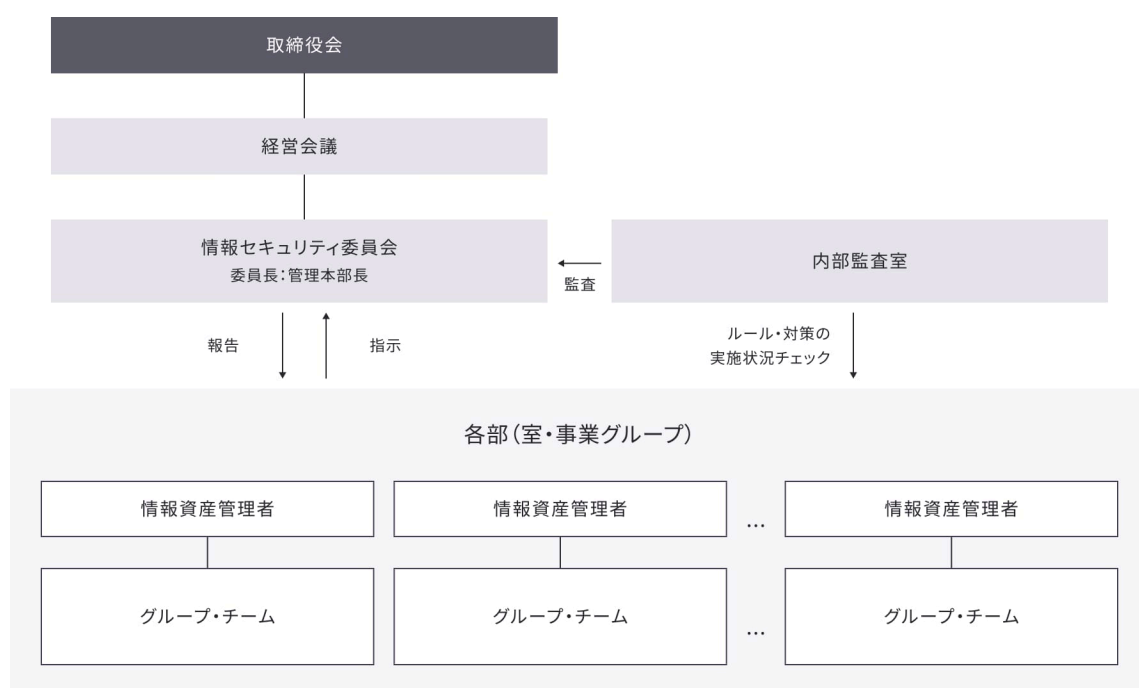 取締役会
経営会議
情報セキュリティ委員会
委員長：管理本部長
内部監査室
監査
報告
指示
ルール・対策の
実施状況チェック
各部（室・事業グループ）
情報資産管理者
情報資産管理者
...
情報資産管理者
グループ・チーム
グループ・チーム
...
グループ・チーム